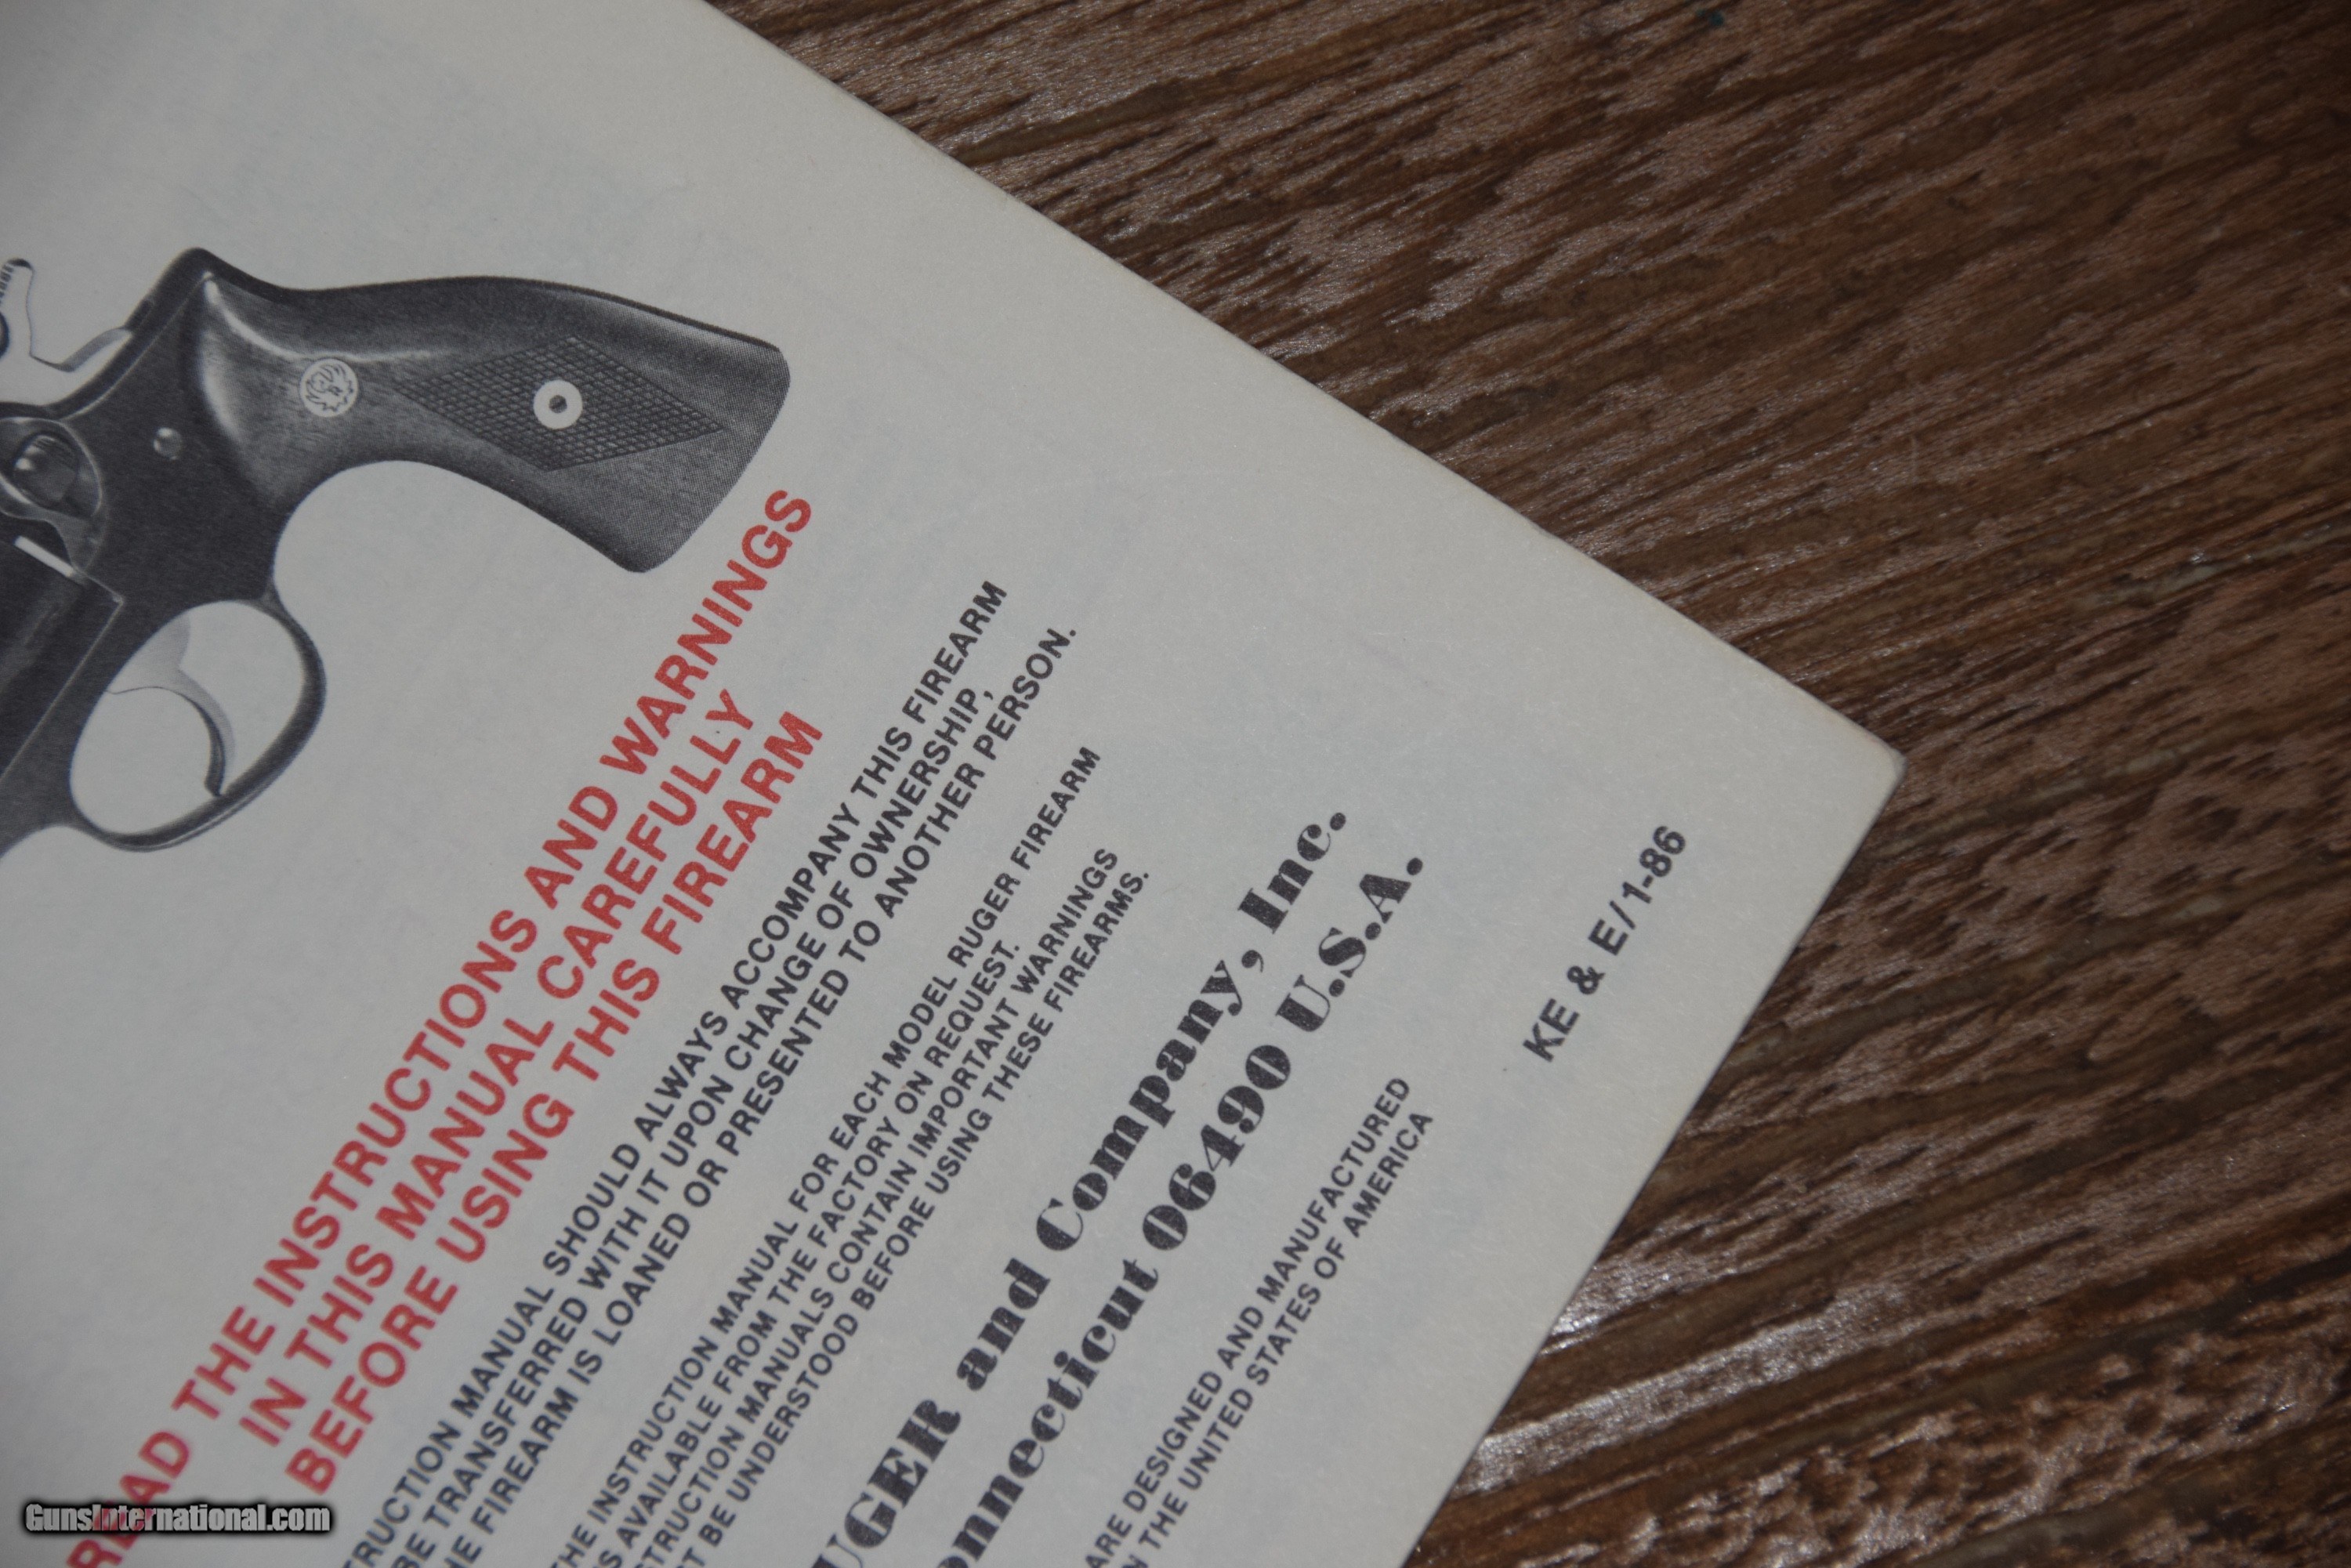 READ THE INSTRUCTIONS AND WARNINGS
IN THIS MANUAL CAREFULLY
BEFORE USING THIS FIREARM
MANUAL SHOULD ALWAYS ACCOMPANY THIS FIREARM
TRANSFERRED WITH IT UPON CHANGE OF OWNERSHIP,
FIREARM IS LOANED OR PRESENTED TO ANOTHER PERSON.
THE INSTRUCTION MANUAL FOR EACH MODEL RUGER FIREARM
AVAILABLE FROM THE FACTORY ON REQUEST.
MANUALS CONTAIN IMPORTANT WARNINGS
BE UNDERSTOOD BEFORE USING THESE FIREARMS.
UGER and Company, Inc.
onnecticut 06490 U.S.A.
ARE DESIGNED AND MANUFACTURED
N THE UNITED STATES OF AMERICA
KE & E/1-86
GunsInternational.com